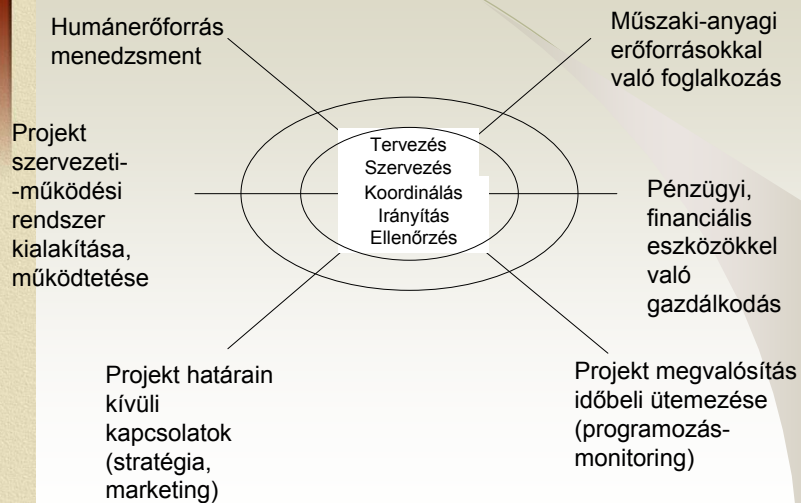 Humánerőforrás
menedzsment
Műszaki-anyagi
erőforrásokkal
való foglalkozás
Projekt
szervezeti-
-működési
rendszer
kialakítása,
működtetése
Tervezés
Szervezés
Koordinálás
Irányítás
Ellenőrzés
Pénzügyi,
financiális
eszközökkel
való
gazdálkodás
Projekt határain
kívüli
kapcsolatok
(stratégia,
marketing)
Projekt megvalósítás
időbeli ütemezése
(programozás-
monitoring)